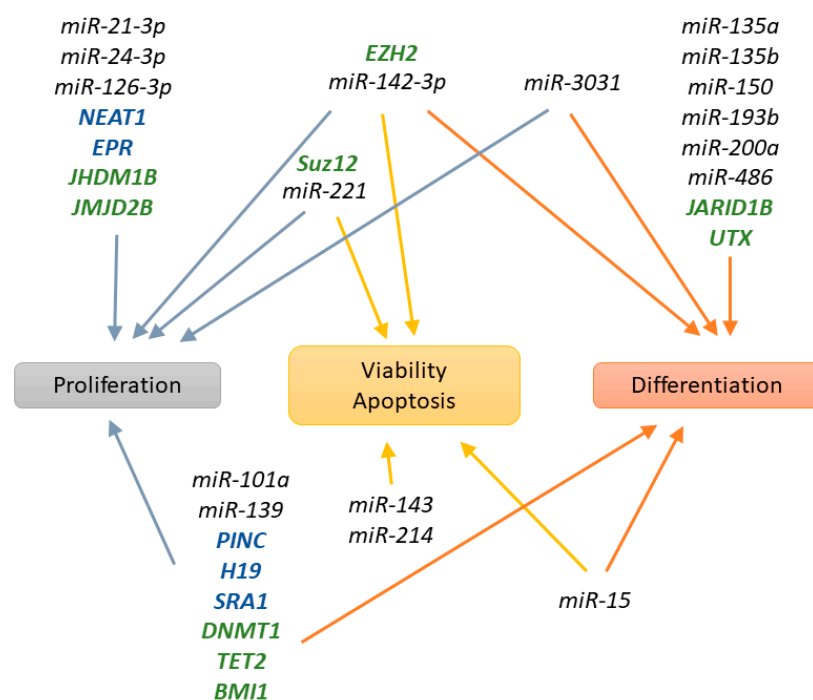 miR-21-3p
miR-24-3p
miR-126-3p
NEAT1
EPR
JHDM1B
JMJD2B
EZH2
miR-142-3p
Suz12
miR-221
miR-3031
miR-135a
miR-135b
miR-150
miR-193b
miR-200a
miR-486
JARID1B
UTX
Proliferation
Viability
Apoptosis
Differentiation
miR-101a
miR-139
PINC
H19
SRA1
DNMT1
TET2
BMI1
miR-143
miR-214
miR-15